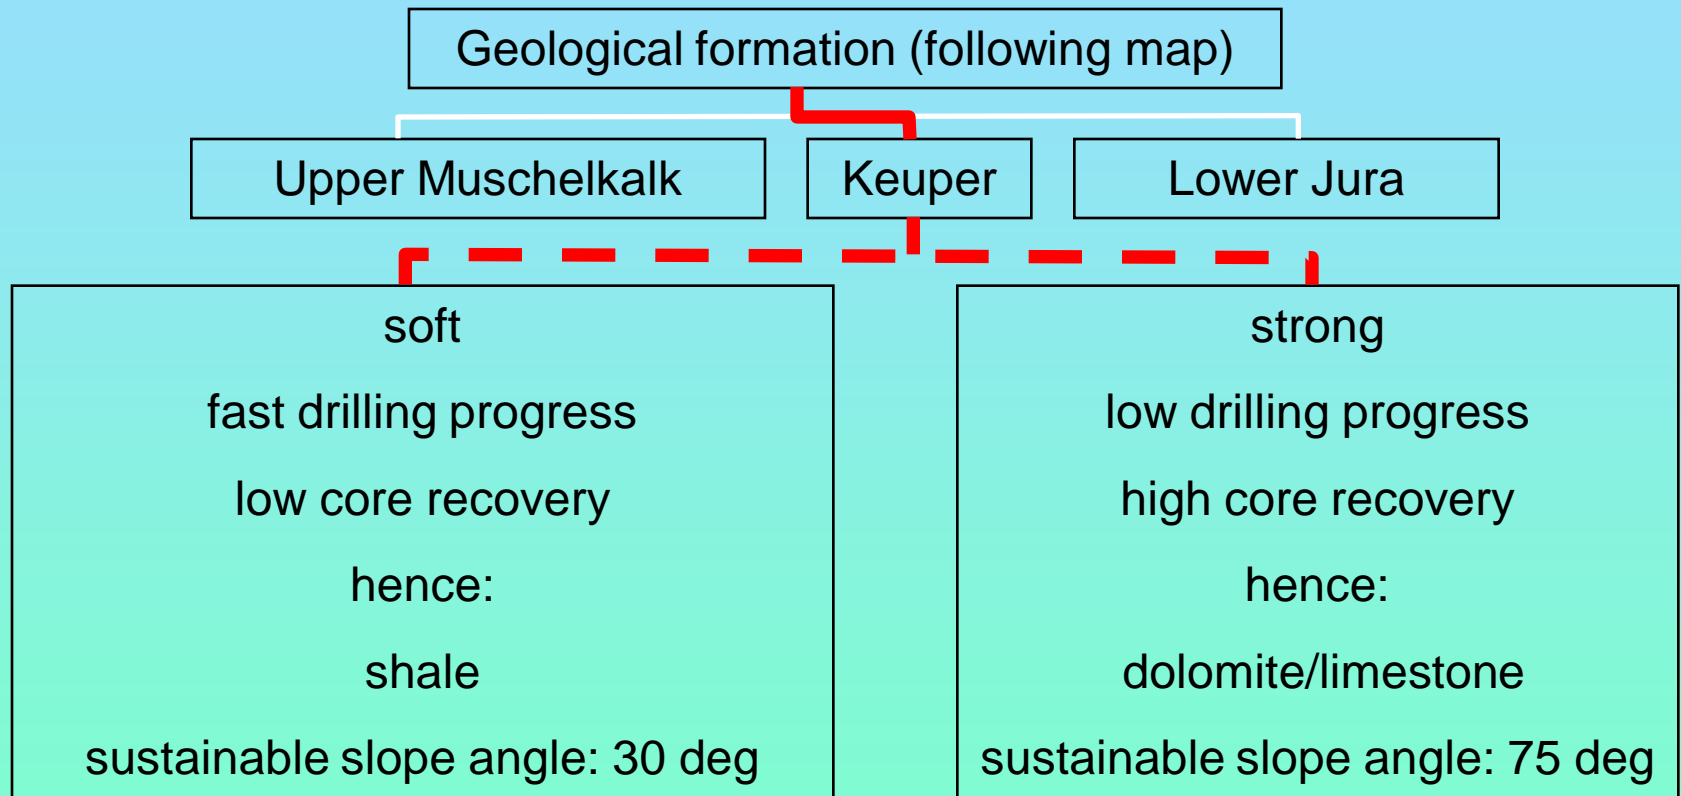 Geological formation (following map)
Upper Muschelkalk
Keuper
Lower Jura
soft
fast drilling progress
low core recovery
hence:
shale
sustainable slope angle: 30 deg
strong
low drilling progress
high core recovery
hence:
dolomite/limestone
sustainable slope angle: 75 deg